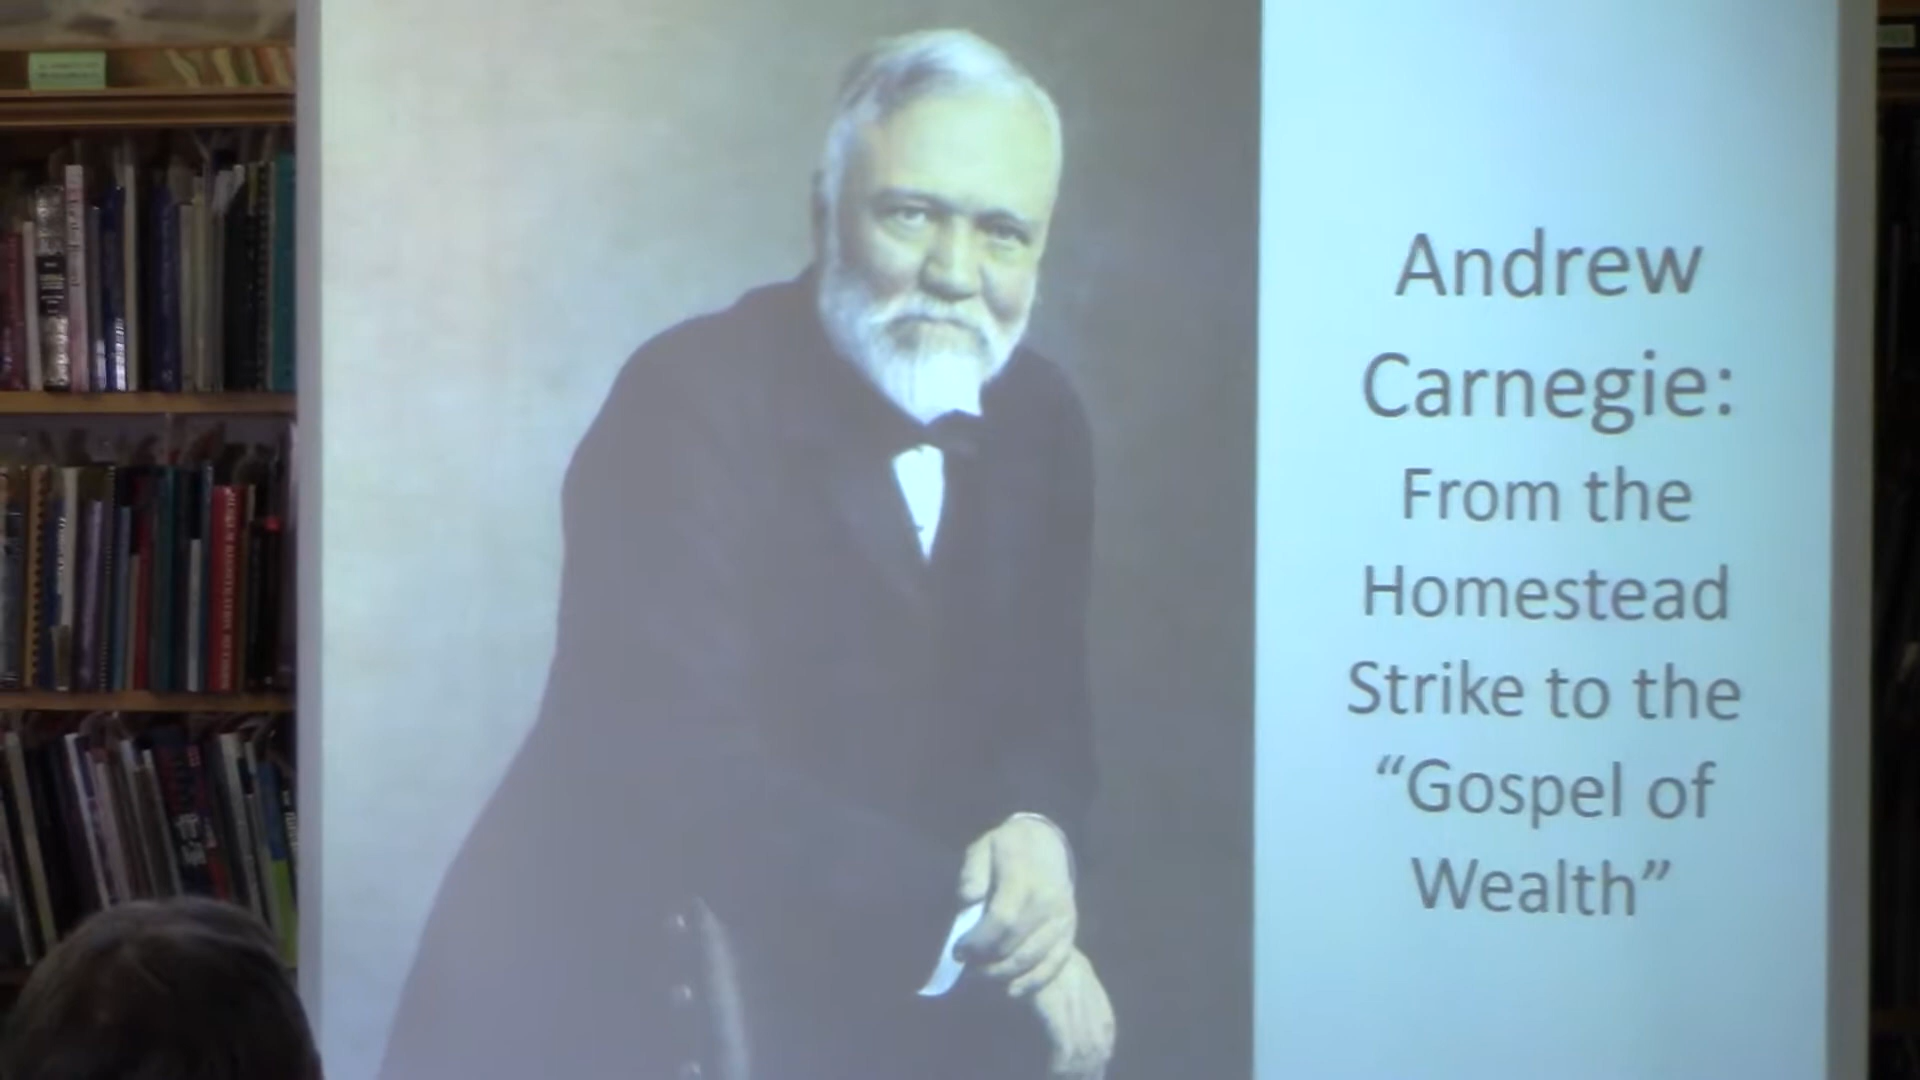 Andrew
Carnegie:
From the
Homestead
Strike to the
“Gospel of
Wealth”